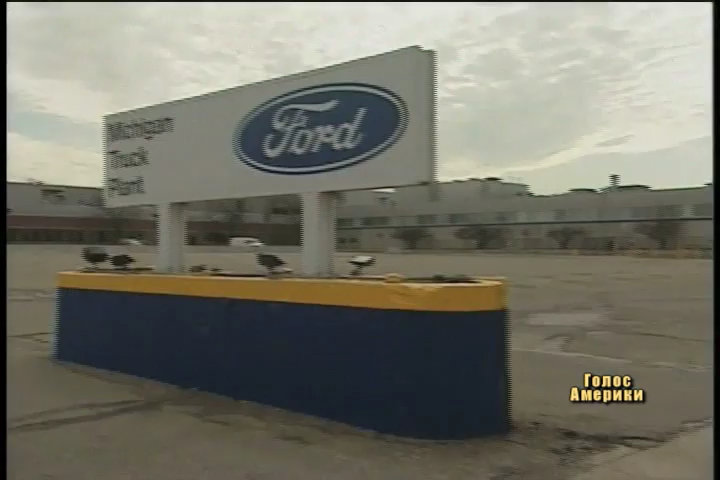 Michigan
Truck
Plant
Ford
Голос
Америки